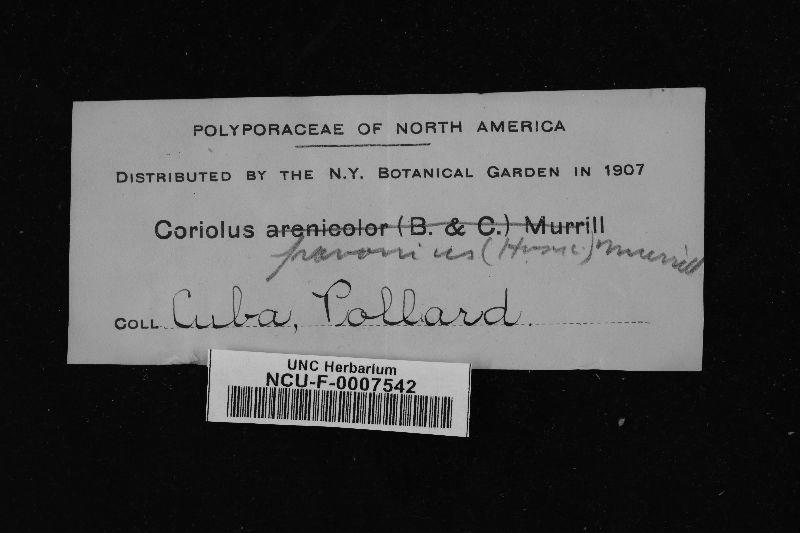 POLYPORACEAE OF NORTH AMERICA
DISTRIBUTED BY THE N.Y. BOTANICAL GARDEN IN 1907
Coriolus arenicolor (B. & C.) Murrill
pavonius (Hook.) Murrill
COLL. Cuba, Pollard.
UNC Herbarium
NCU-F-0007542